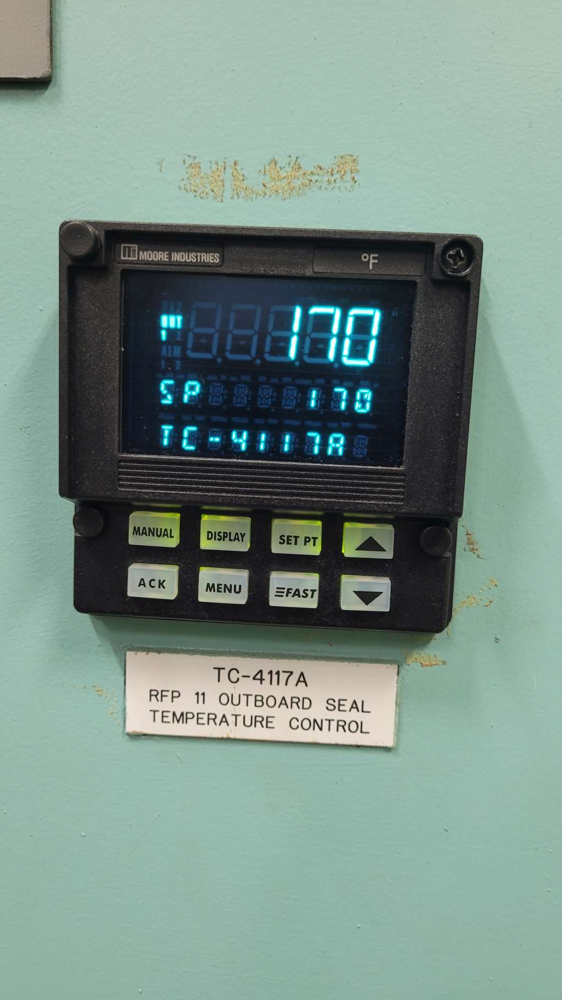 MOORE INDUSTRIES
°F
170
OUT
1 2
ALM
1 2
SP 170
TC-4117A
MANUAL
DISPLAY
SET PT
ACK
MENU
FAST
TC-4117A
RFP 11 OUTBOARD SEAL
TEMPERATURE CONTROL